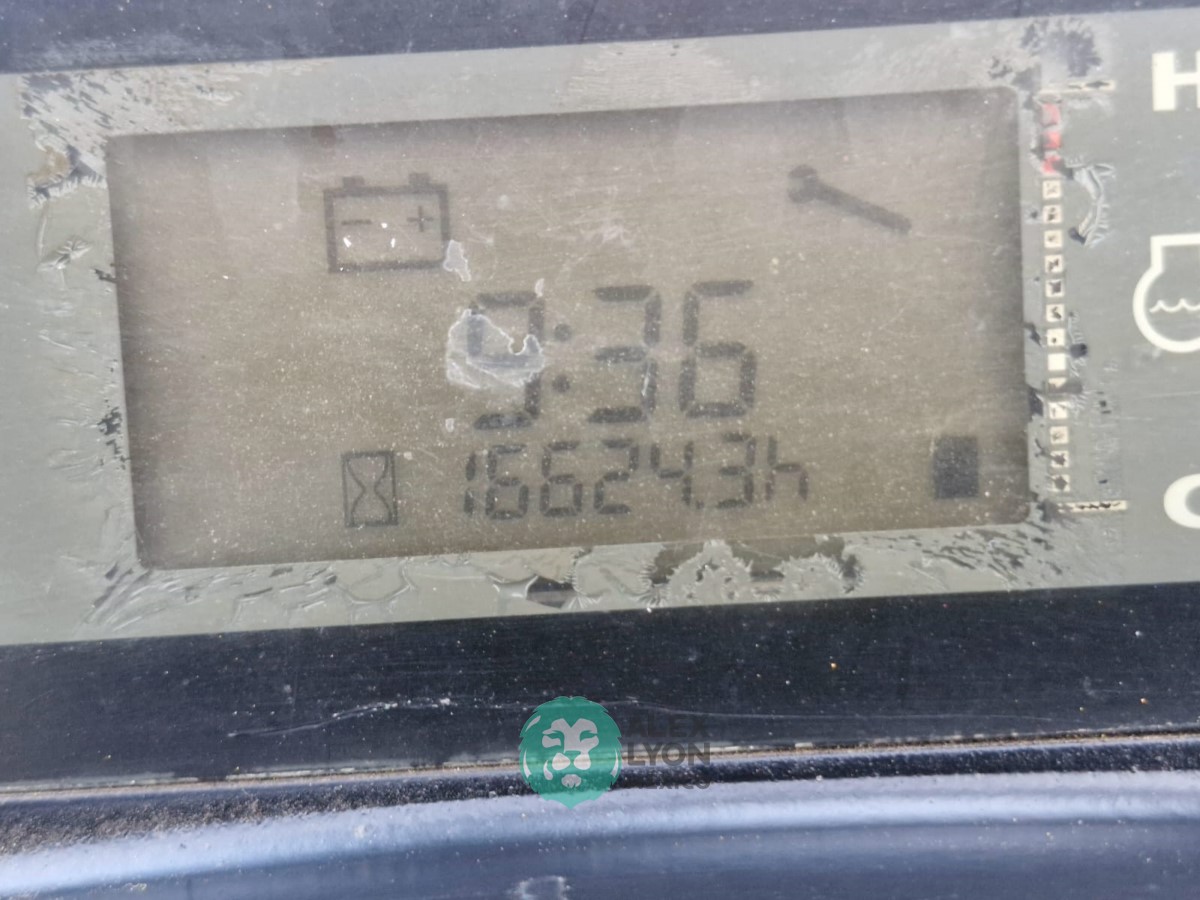 H
- +
9:36
16624.3h
C
ALEX
LYON